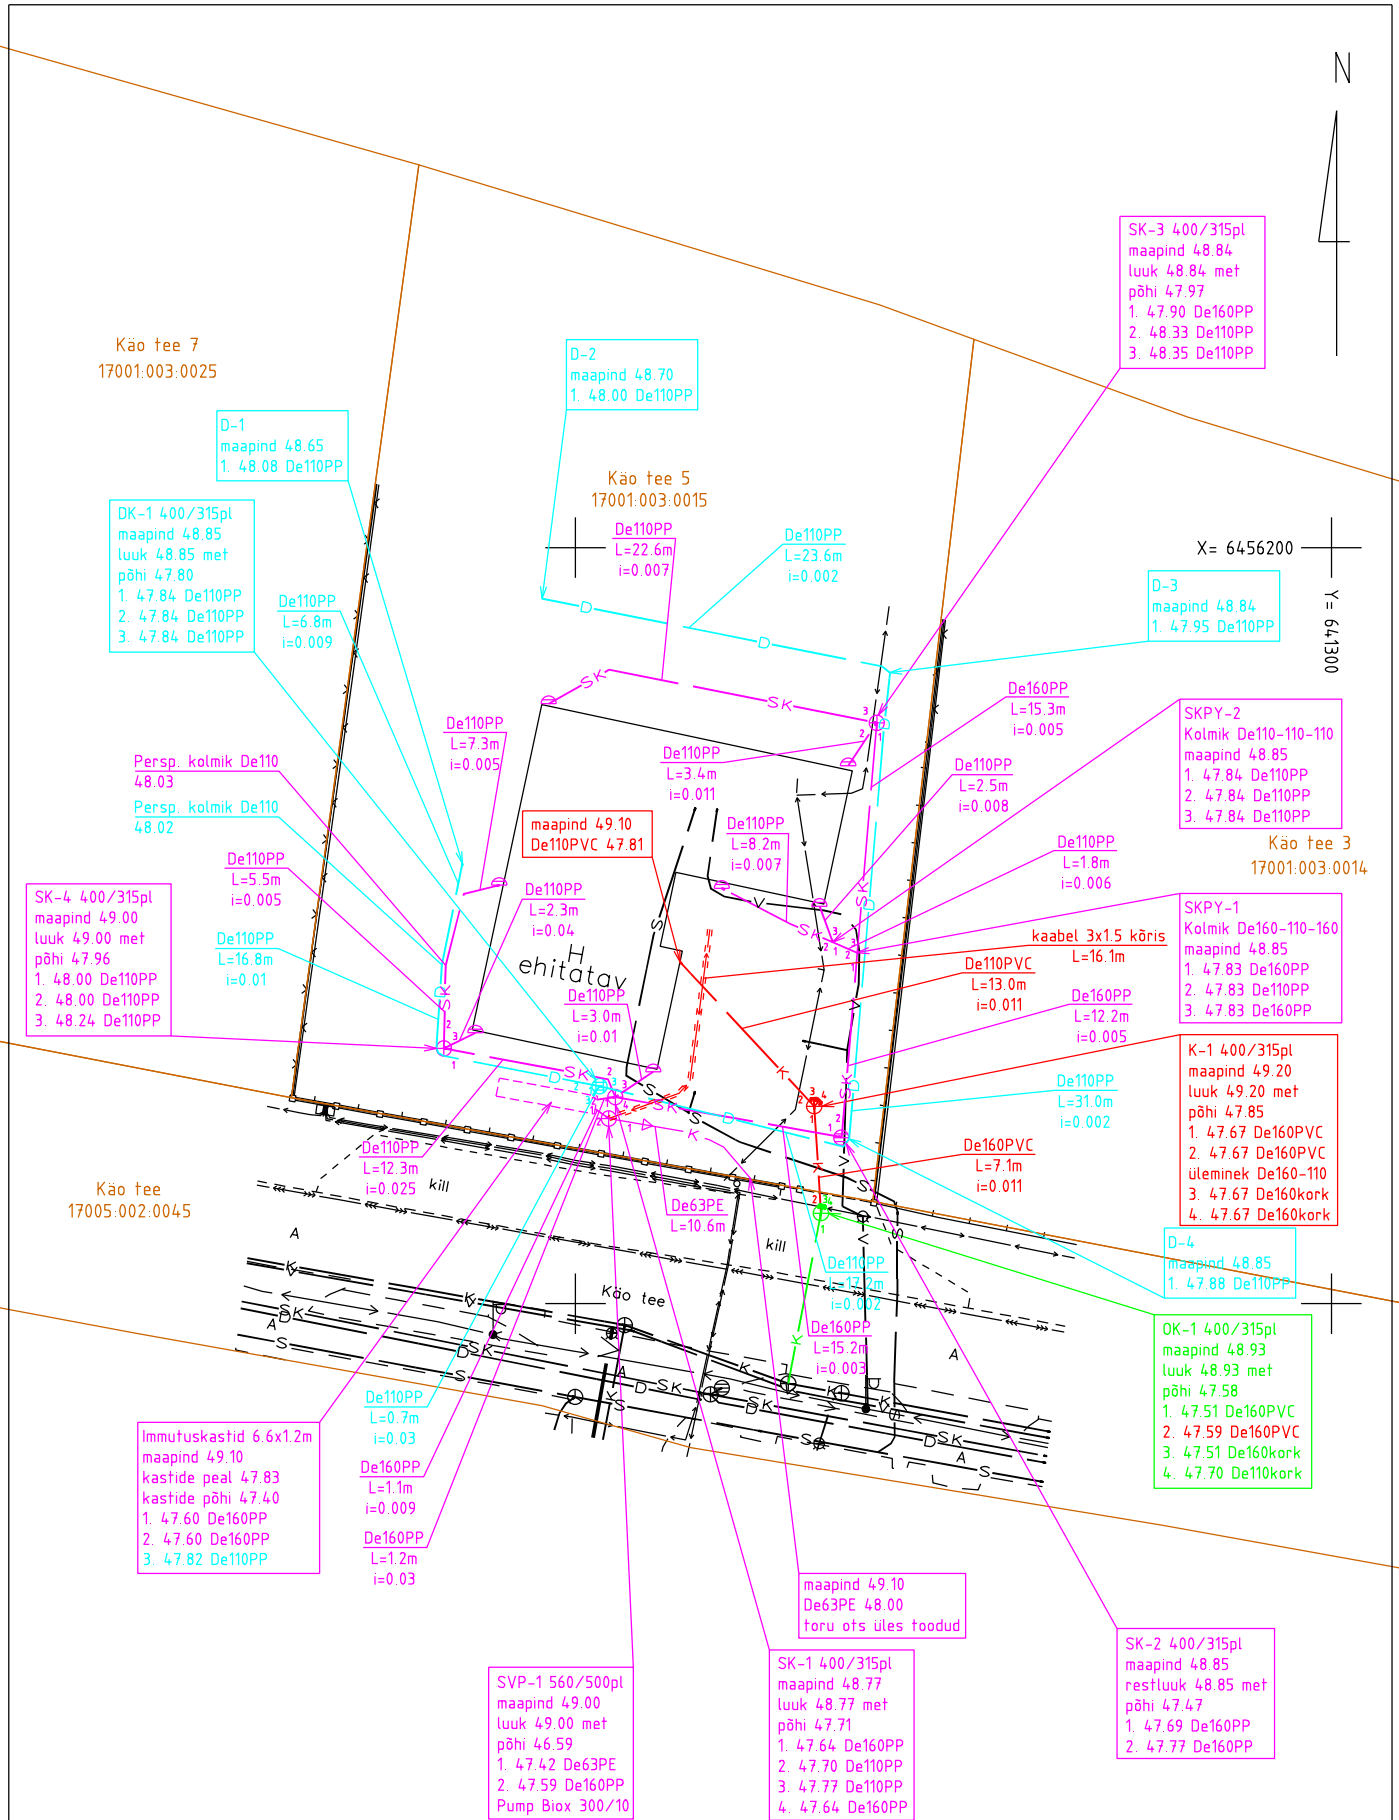 N
SK-3 400/315pl
maapind 48.84
luuk 48.84 met
põhi 47.97
1. 47.90 De160PP
2. 48.33 De110PP
3. 48.35 De110PP
Käo tee 7
17001:003:0025
D-2
maapind 48.70
1. 48.00 De110PP
D-1
maapind 48.65
1. 48.08 De110PP
Käo tee 5
17001:003:0015
DK-1 400/315pl
maapind 48.85
luuk 48.85 met
põhi 47.80
1. 47.84 De110PP
2. 47.84 De110PP
3. 47.84 De110PP
De110PP
L=22.6m
i=0.007
De110PP
L=23.6m
i=0.002
X= 6456200
Y= 641300
D-3
maapind 48.84
1. 47.95 De110PP
De110PP
L=6.8m
i=0.009
De160PP
L=15.3m
i=0.005
SKPY-2
Kolmik De110-110-110
maapind 48.85
1. 47.84 De110PP
2. 47.84 De110PP
3. 47.84 De110PP
De110PP
L=7.3m
i=0.005
De110PP
L=3.4m
i=0.011
De110PP
L=2.5m
i=0.008
Persp. kolmik De110
48.03
Persp. kolmik De110
48.02
maapind 49.10
De110PVC 47.81
De110PP
L=8.2m
i=0.007
De110PP
L=1.8m
i=0.006
Käo tee 3
17001:003:0014
De110PP
L=5.5m
i=0.005
SK-4 400/315pl
maapind 49.00
luuk 49.00 met
põhi 47.96
1. 48.00 De110PP
2. 48.00 De110PP
3. 48.24 De110PP
De110PP
L=2.3m
i=0.04
SKPY-1
Kolmik De160-110-160
maapind 48.85
1. 47.83 De160PP
2. 47.83 De110PP
3. 47.83 De160PP
De110PP
L=16.8m
i=0.01
H
ehitatav
kaabel 3x1.5 kõris
L=16.1m
De110PVC
L=13.0m
i=0.011
De110PP
L=3.0m
i=0.01
De160PP
L=12.2m
i=0.005
K-1 400/315pl
maapind 49.20
luuk 49.20 met
põhi 47.85
1. 47.67 De160PVC
2. 47.67 De160PVC
üleminek De160-110
3. 47.67 De160kork
4. 47.67 De160kork
De110PP
L=31.0m
i=0.002
De110PP
L=12.3m
i=0.025
De160PVC
L=7.1m
i=0.011
Käo tee
17005:002:0045
kill
De63PE
L=10.6m
kill
D-4
maapind 48.85
1. 47.88 De110PP
De110PP
L=17.2m
i=0.002
Käo tee
De160PP
L=15.2m
i=0.003
OK-1 400/315pl
maapind 48.93
luuk 48.93 met
põhi 47.58
1. 47.51 De160PVC
2. 47.59 De160PVC
3. 47.51 De160kork
4. 47.70 De110kork
De110PP
L=0.7m
i=0.03
Immutuskastid 6.6x1.2m
maapind 49.10
kastide peal 47.83
kastide põhi 47.40
1. 47.60 De160PP
2. 47.60 De160PP
3. 47.82 De110PP
De160PP
L=1.1m
i=0.009
De160PP
L=1.2m
i=0.03
maapind 49.10
De63PE 48.00
toru ots üles toodud
SK-2 400/315pl
maapind 48.85
restluuk 48.85 met
põhi 47.47
1. 47.69 De160PP
2. 47.77 De160PP
SVP-1 560/500pl
maapind 49.00
luuk 49.00 met
põhi 46.59
1. 47.42 De63PE
2. 47.59 De160PP
Pump Biox 300/10
SK-1 400/315pl
maapind 48.77
luuk 48.77 met
põhi 47.71
1. 47.64 De160PP
2. 47.70 De110PP
3. 47.77 De110PP
4. 47.64 De160PP